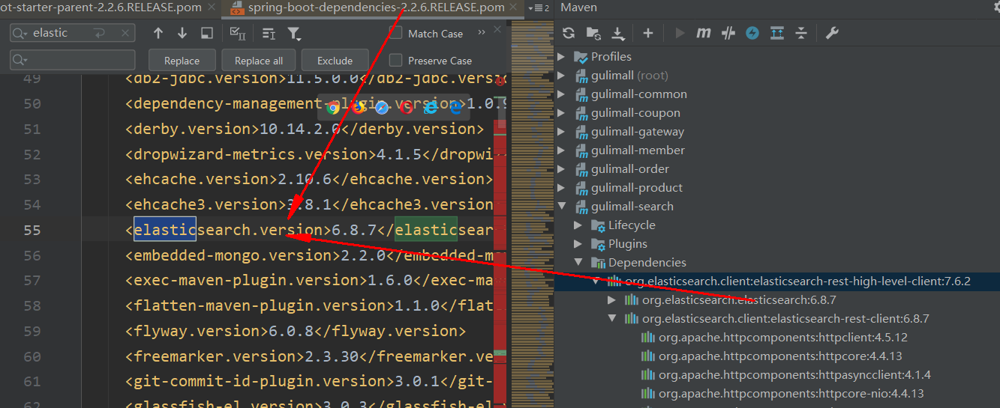 ot-starter-parent-2.2.6.RELEASE.pom
spring-boot-dependencies-2.2.6.RELEASE.pom
2
elastic
Match Case
»
Replace
Replace all
Exclude
Preserve Case
49 <db2-jdbc.version>11.5.0.0</db2-jdbc.versio
50 <dependency-management-plugin.version>1.0.9
51 <derby.version>10.14.2.0</derby.version>
52 <dropwizard-metrics.version>4.1.5</dropwiz
53 <ehcache.version>2.10.6</ehcache.version>
54 <ehcache3.version>3.8.1</ehcache3.version
55 <elasticsearch.version>6.8.7</elasticsear
56 <embedded-mongo.version>2.2.0</embedded-m
57 <exec-maven-plugin.version>1.6.0</exec-ma
58 <flatten-maven-plugin.version>1.1.0</flat
59 <flyway.version>6.0.8</flyway.version>
60 <freemarker.version>2.3.30</freemarker.ve
61 <git-commit-id-plugin.version>3.0.1</git-
62 <glassfish-el.version>3.0.3</glassfish-el
Maven
Profiles
gulimall (root)
gulimall-common
gulimall-coupon
gulimall-gateway
gulimall-member
gulimall-order
gulimall-product
gulimall-search
Lifecycle
Plugins
Dependencies
org.elasticsearch.client:elasticsearch-rest-high-level-client:7.6.2
org.elasticsearch:elasticsearch:6.8.7
org.elasticsearch.client:elasticsearch-rest-client:6.8.7
org.apache.httpcomponents:httpclient:4.5.12
org.apache.httpcomponents:httpcore:4.4.13
org.apache.httpcomponents:httpasyncclient:4.1.4
org.apache.httpcomponents:httpcore-nio:4.4.13